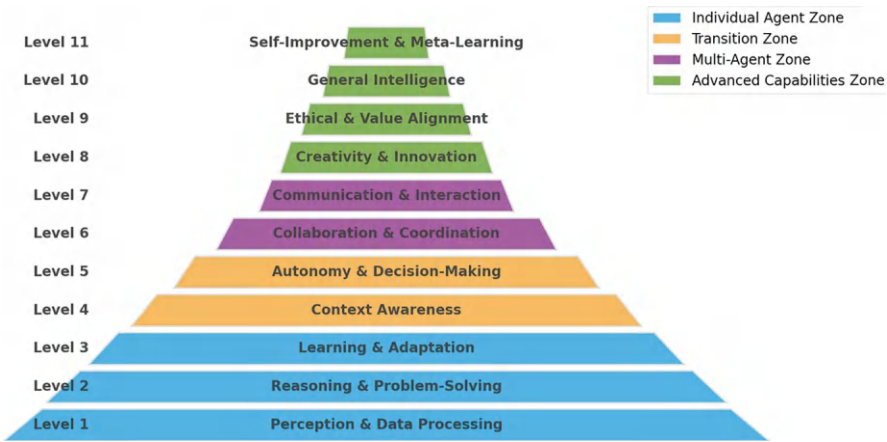 Individual Agent Zone
Transition Zone
Multi-Agent Zone
Advanced Capabilities Zone
Level 11 Self-Improvement & Meta-Learning
Level 10 General Intelligence
Level 9 Ethical & Value Alignment
Level 8 Creativity & Innovation
Level 7 Communication & Interaction
Level 6 Collaboration & Coordination
Level 5 Autonomy & Decision-Making
Level 4 Context Awareness
Level 3 Learning & Adaptation
Level 2 Reasoning & Problem-Solving
Level 1 Perception & Data Processing